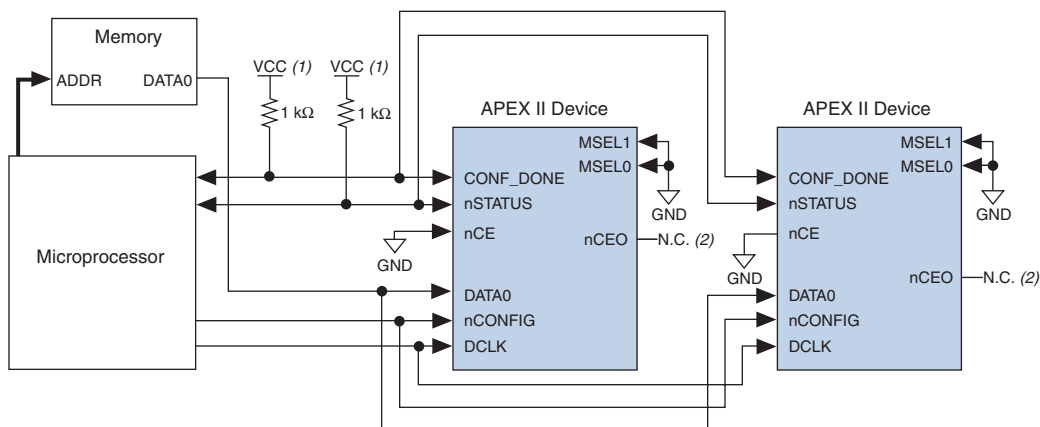 Memory
ADDR DATA0
VCC (1)
1 kΩ
VCC (1)
1 kΩ
Microprocessor
APEX II Device
MSEL1
MSEL0
CONF_DONE
nSTATUS
nCE
nCEO
DATA0
nCONFIG
DCLK
GND
GND
N.C. (2)
APEX II Device
MSEL1
MSEL0
CONF_DONE
nSTATUS
nCE
nCEO
DATA0
nCONFIG
DCLK
GND
GND
N.C. (2)